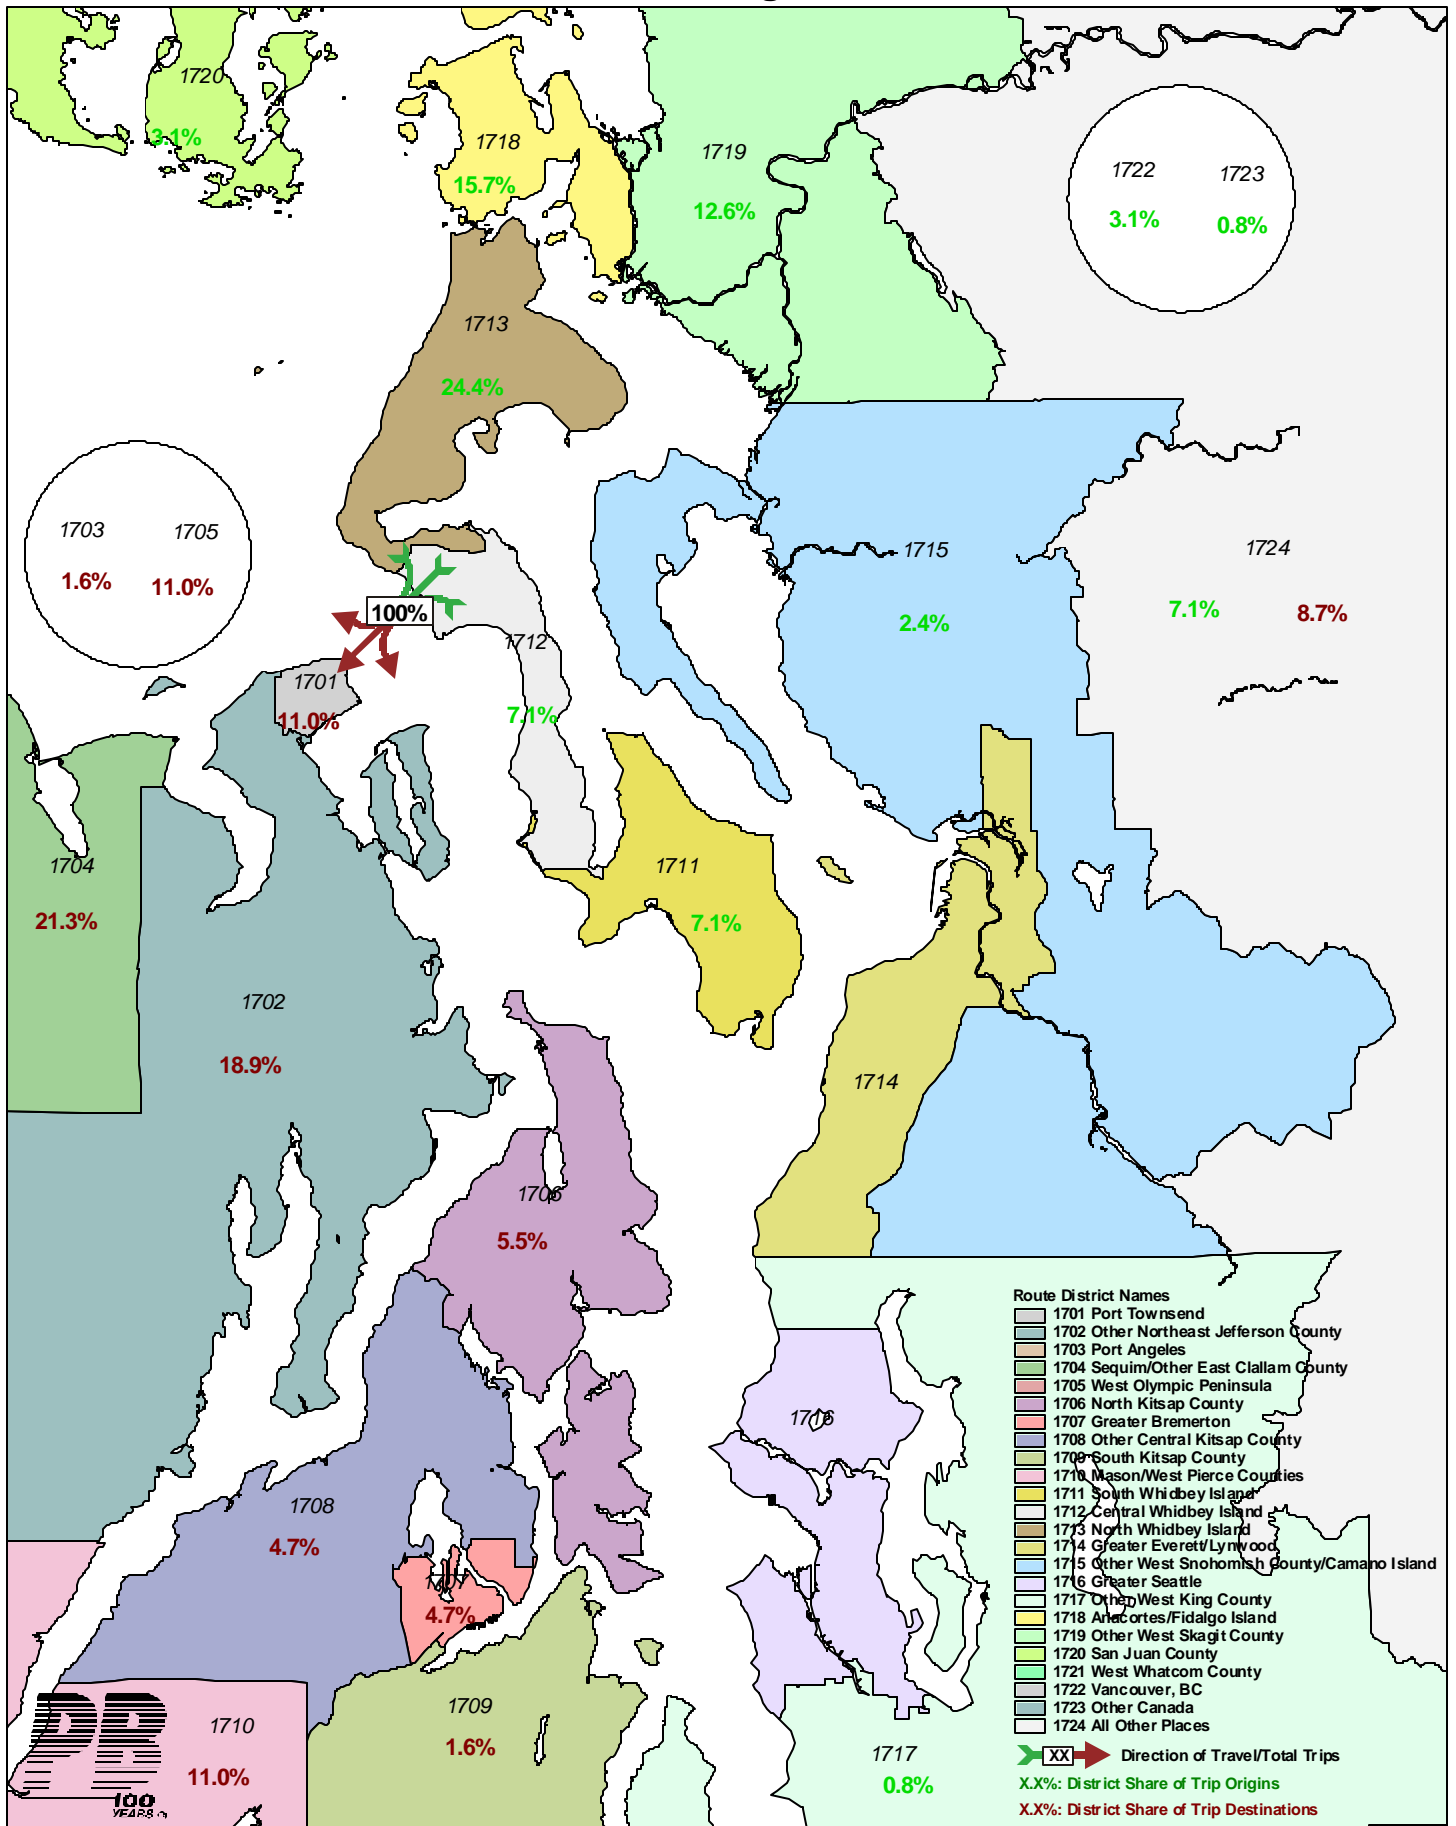 1720
3.1%
1718
15.7%
1719
12.6%
1722
3.1%
1723
0.8%
1713
24.4%
1703
1.6%
1705
11.0%
100%
1715
2.4%
1724
7.1%
8.7%
1712
7.1%
1701
11.0%
1704
21.3%
1711
7.1%
1702
18.9%
1714
1706
5.5%
1716
1708
4.7%
1707
4.7%
1709
1.6%
1710
11.0%
1717
0.8%
PB
100
YEARS
Route District Names
1701 Port Townsend
1702 Other Northeast Jefferson County
1703 Port Angeles
1704 Sequim/Other East Clallam County
1705 West Olympic Peninsula
1706 North Kitsap County
1707 Greater Bremerton
1708 Other Central Kitsap County
1709 South Kitsap County
1710 Mason/West Pierce Counties
1711 South Whidbey Island
1712 Central Whidbey Island
1713 North Whidbey Island
1714 Greater Everett/Lynwood
1715 Other West Snohomish County/Camano Island
1716 Greater Seattle
1717 Other West King County
1718 Anacortes/Fidalgo Island
1719 Other West Skagit County
1720 San Juan County
1721 West Whatcom County
1722 Vancouver, BC
1723 Other Canada
1724 All Other Places
XX Direction of Travel/Total Trips
X.X%: District Share of Trip Origins
X.X%: District Share of Trip Destinations